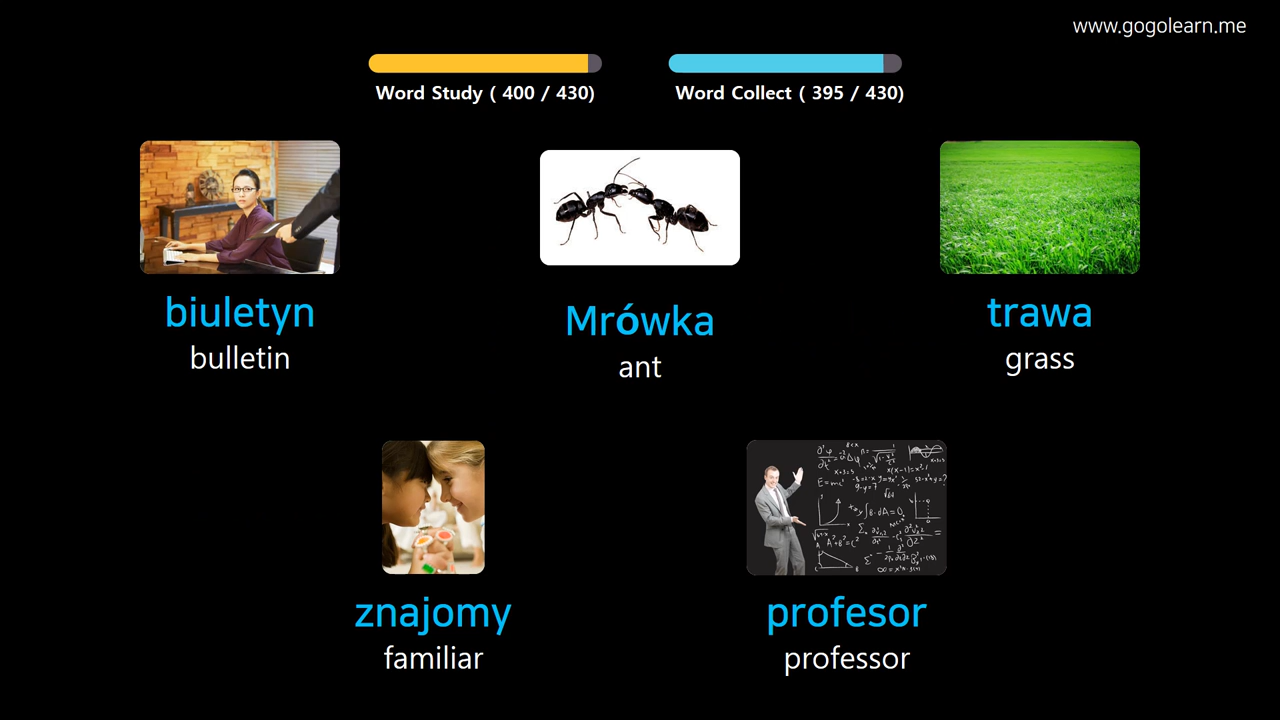 www.gogolearn.me
Word Study ( 400 / 430)
Word Collect ( 395 / 430)
biuletyn
bulletin
Mrówka
ant
trawa
grass
znajomy
familiar
profesor
professor